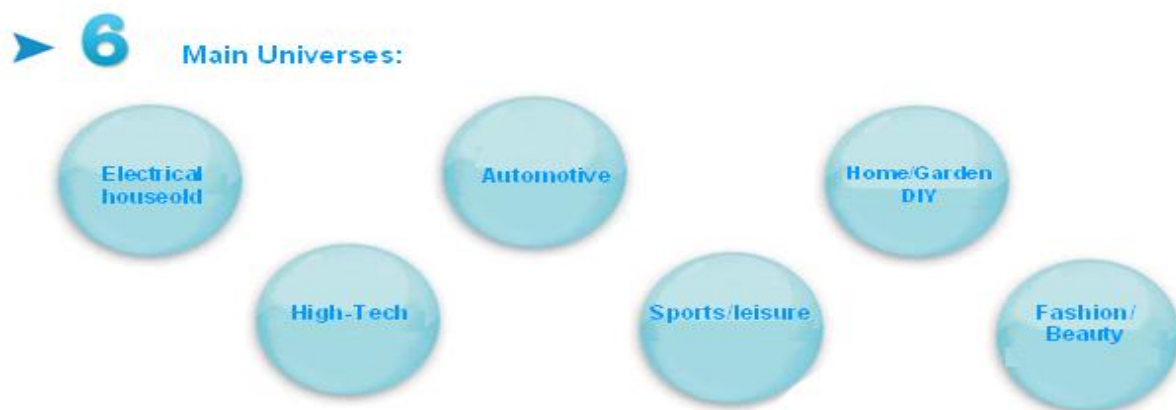 6 Main Universes:
Electrical
houseold
Automotive
Home/Garden
DIY
High-Tech
Sports/leisure
Fashion/
Beauty